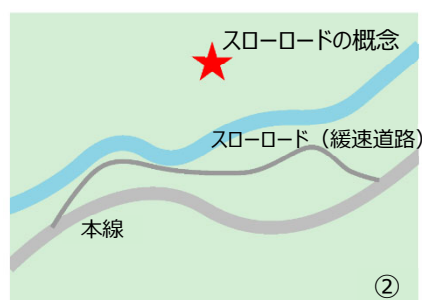 スローロードの概念
スローロード（緩速道路）
本線
②